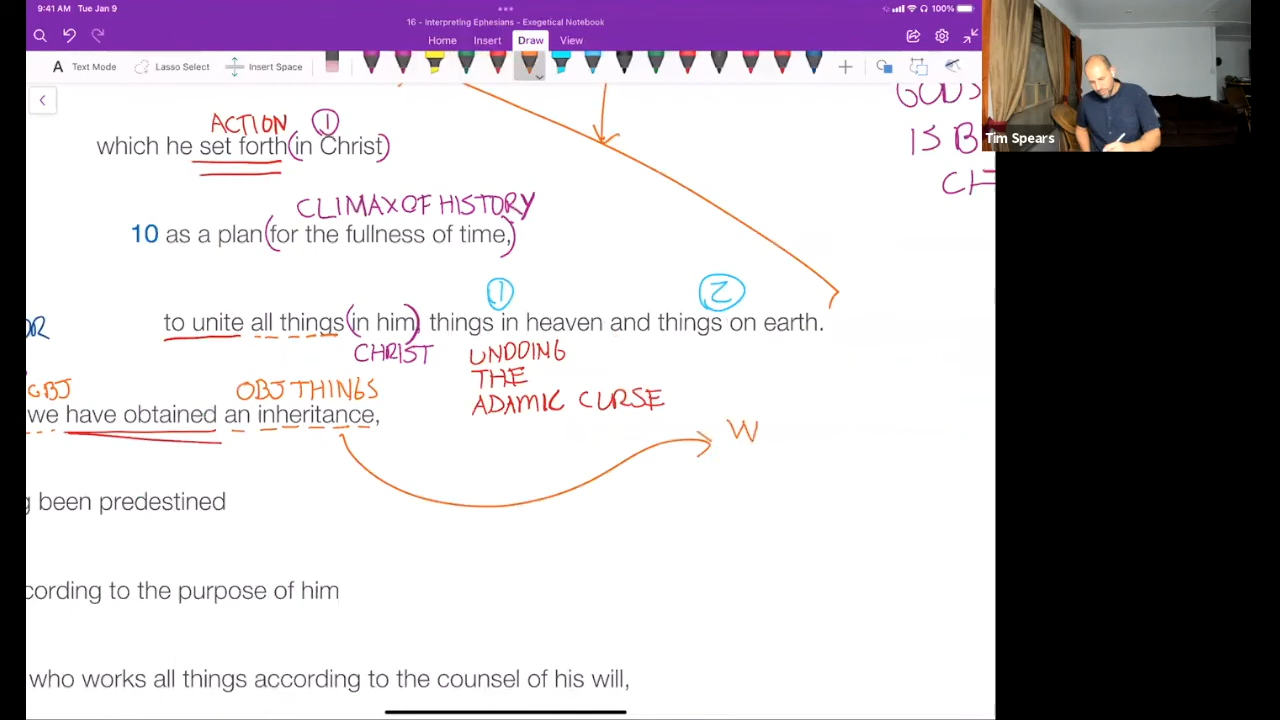 9:41 AM Tue Jan 9
100%
16 - Interpreting Ephesians - Exegetical Notebook
Home Insert Draw View
A Text Mode Lasso Select Insert Space
Tim Spears
GOD'S
IS B
ACTION 1
which he set forth (in Christ)
CLIMAX OF HISTORY
10 as a plan (for the fullness of time,)
1 2
to unite all things (in him), things in heaven and things on earth.
CHRIST UNDOING
THE
ADAMIC CURSE
OBJ OBJ THINGS
we have obtained an inheritance,
W
g been predestined
cording to the purpose of him
who works all things according to the counsel of his will,